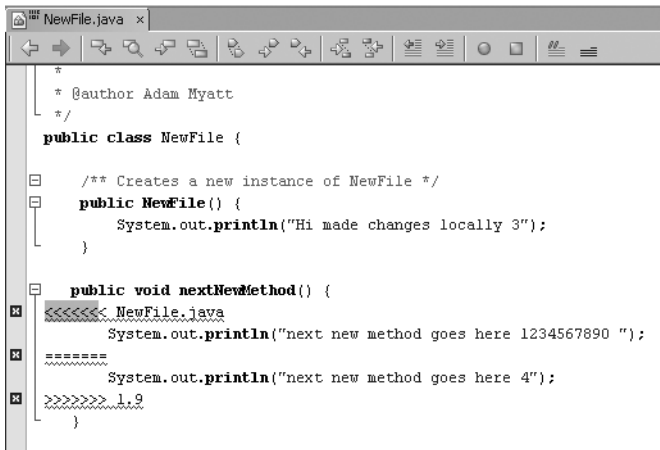 NewFile.java ×
*
* @author Adam Myatt
*/
public class NewFile {
/** Creates a new instance of NewFile */
public NewFile() {
System.out.println("Hi made changes locally 3");
}
public void nextNewMethod() {
<<<<<<< NewFile.java
System.out.println("next new method goes here 1234567890 ");
=======
System.out.println("next new method goes here 4");
>>>>>>> 1.9
}